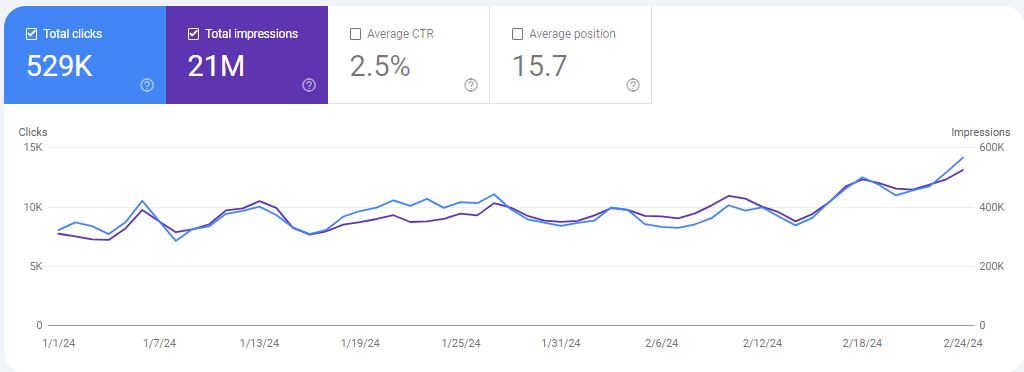 Total clicks
529K
Total impressions
21M
Average CTR
2.5%
Average position
15.7
Clicks
Impressions
15K
600K
10K
400K
5K
200K
0
0
1/1/24
1/7/24
1/13/24
1/19/24
1/25/24
1/31/24
2/6/24
2/12/24
2/18/24
2/24/24